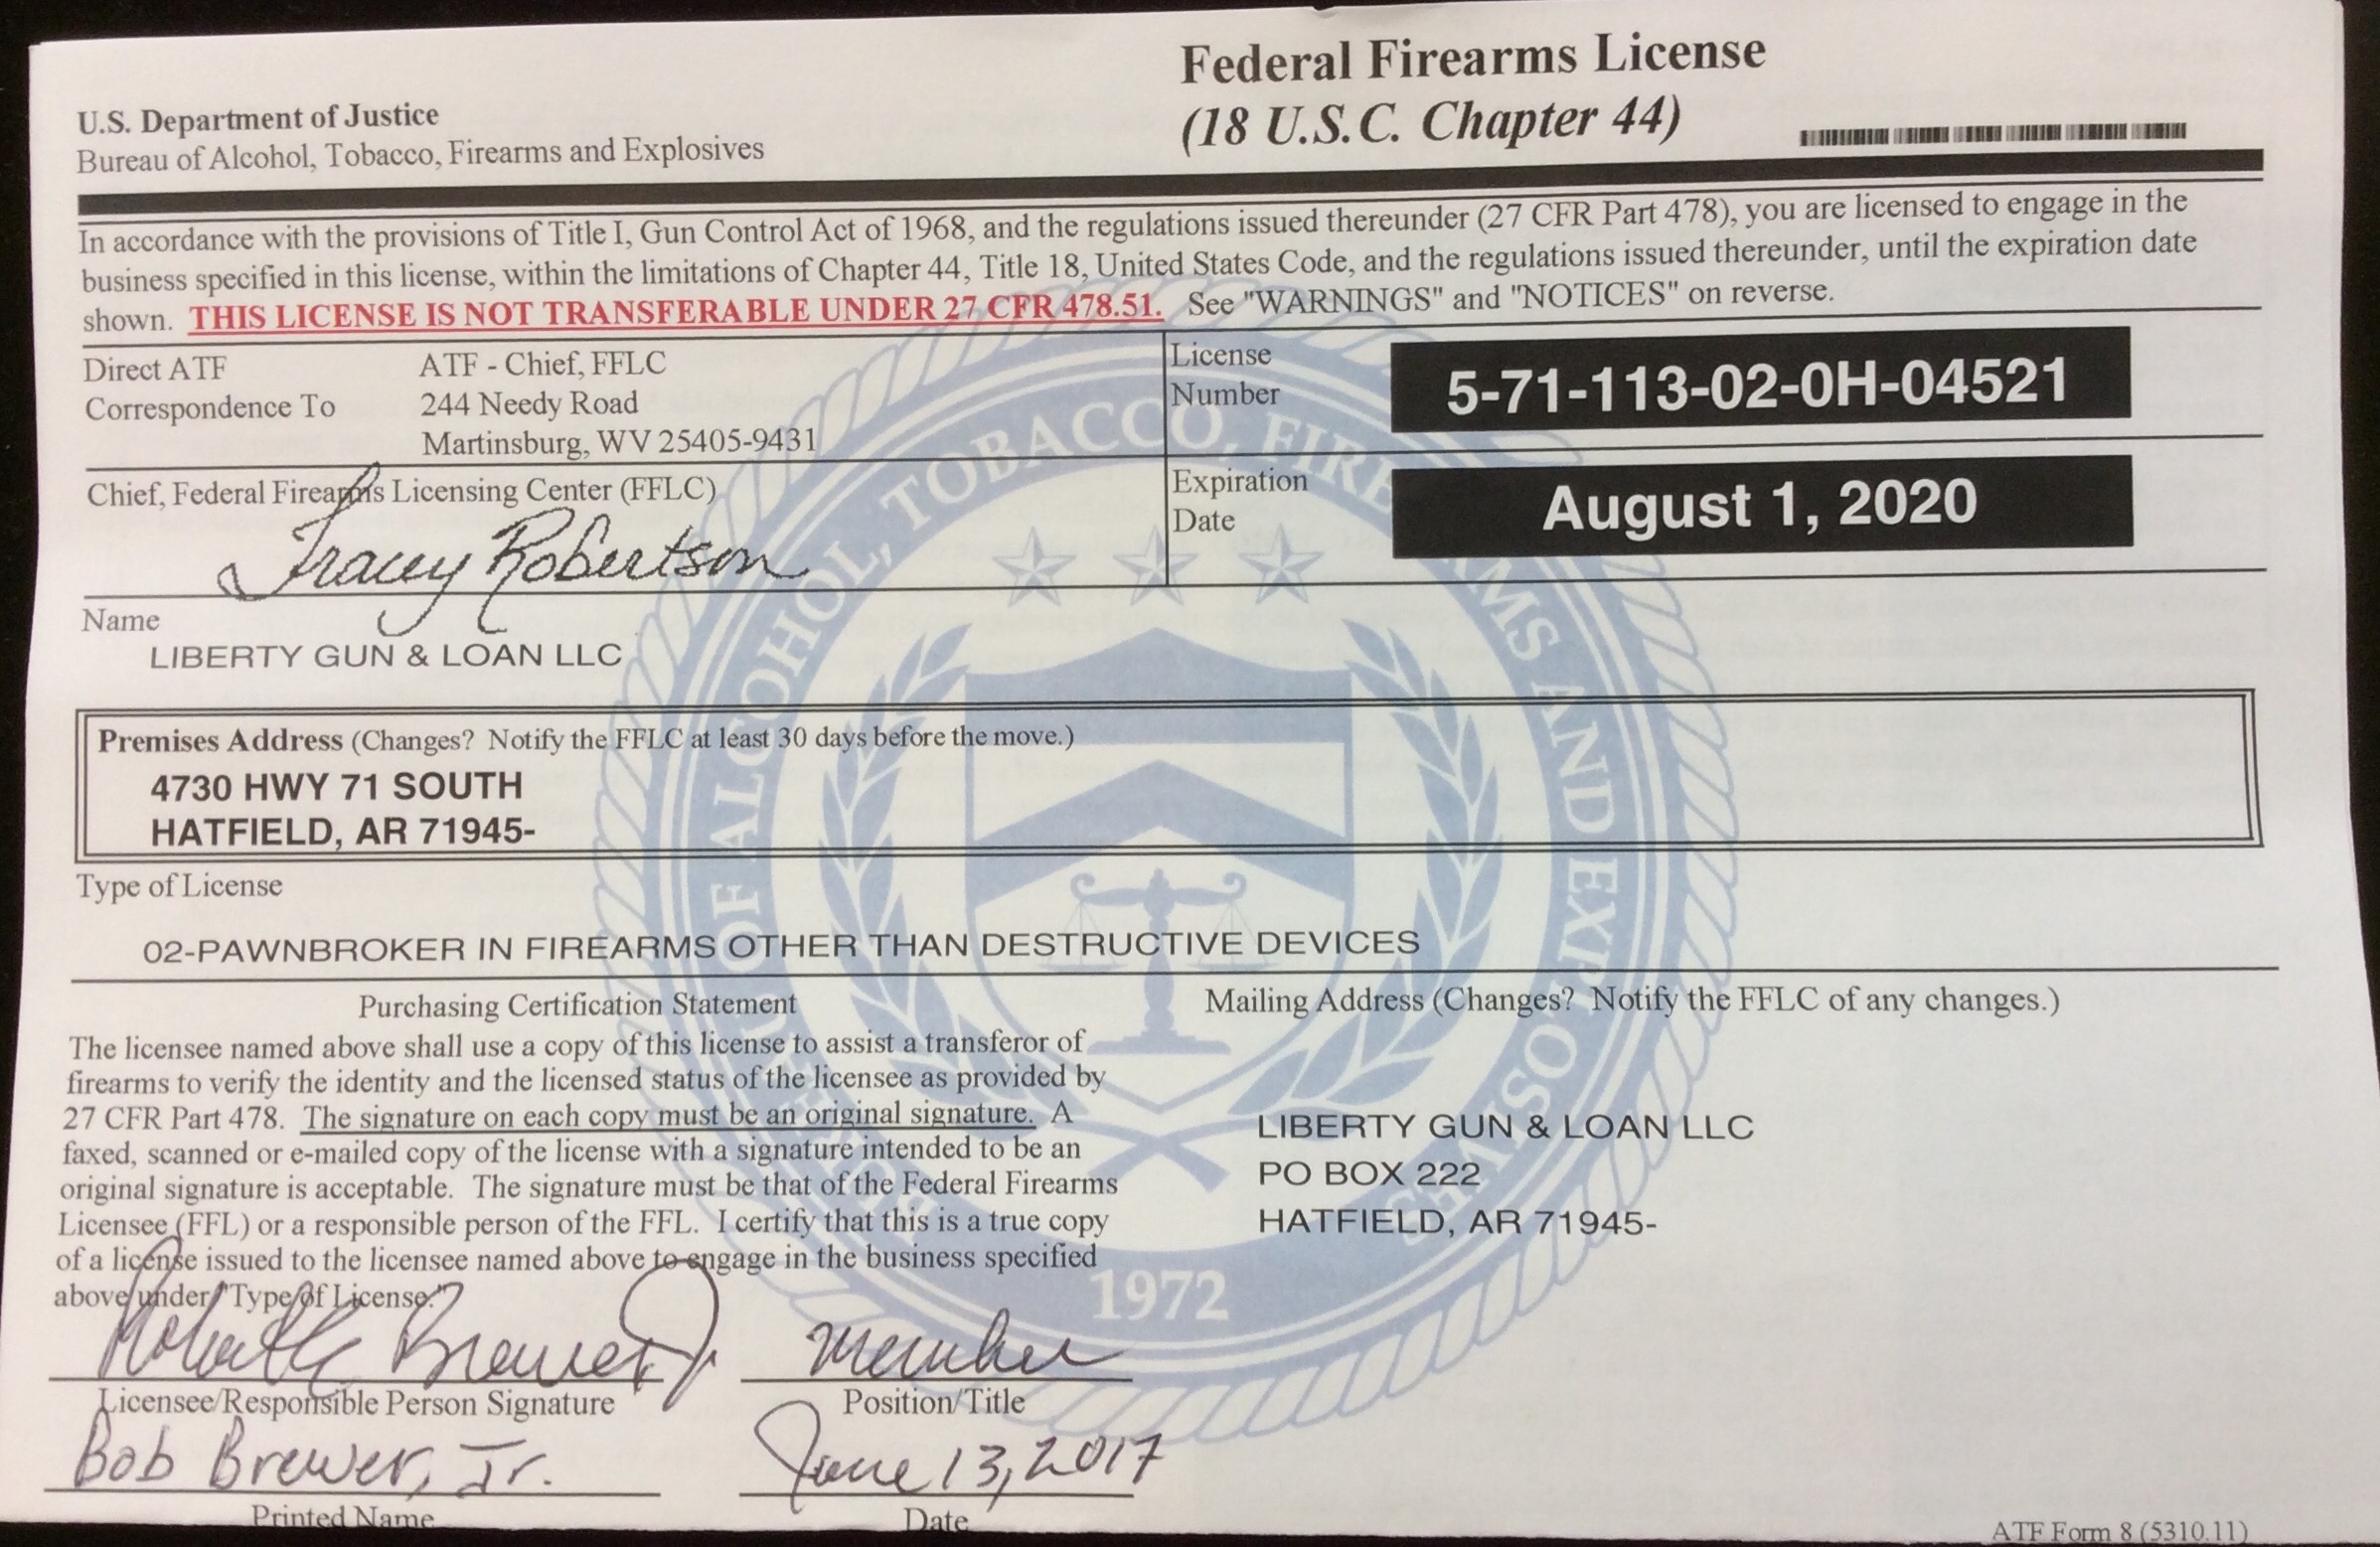 Federal Firearms License
(18 U.S.C. Chapter 44)
U.S. Department of Justice
Bureau of Alcohol, Tobacco, Firearms and Explosives
In accordance with the provisions of Title I, Gun Control Act of 1968, and the regulations issued thereunder (27 CFR Part 478), you are licensed to engage in the
business specified in this license, within the limitations of Chapter 44, Title 18, United States Code, and the regulations issued thereunder, until the expiration date
shown. THIS LICENSE IS NOT TRANSFERABLE UNDER 27 CFR 478.51. See "WARNINGS" and "NOTICES" on reverse.
Direct ATF
Correspondence To
ATF - Chief, FFLC
244 Needy Road
Martinsburg, WV 25405-9431
License
Number
5-71-113-02-0H-04521
Chief, Federal Firearms Licensing Center (FFLC)
Tracey Robertson
Expiration
Date
August 1, 2020
Name
LIBERTY GUN & LOAN LLC
Premises Address (Changes? Notify the FFLC at least 30 days before the move.)
4730 HWY 71 SOUTH
HATFIELD, AR 71945-
Type of License
02-PAWNBROKER IN FIREARMS OTHER THAN DESTRUCTIVE DEVICES
Purchasing Certification Statement
The licensee named above shall use a copy of this license to assist a transferor of
firearms to verify the identity and the licensed status of the licensee as provided by
27 CFR Part 478. The signature on each copy must be an original signature. A
faxed, scanned or e-mailed copy of the license with a signature intended to be an
original signature is acceptable. The signature must be that of the Federal Firearms
Licensee (FFL) or a responsible person of the FFL. I certify that this is a true copy
of a license issued to the licensee named above to engage in the business specified
above under "Type of License."
Mailing Address (Changes? Notify the FFLC of any changes.)
LIBERTY GUN & LOAN LLC
PO BOX 222
HATFIELD, AR 71945-
Brewer Jr Member
Licensee/Responsible Person Signature
Position/Title
Bob Brewer, Jr.
June 13, 2017
Printed Name
Date
ATF Form 8 (5310.11)
OF ALCOHOL, TOBACCO, FIREARMS AND EXPLOSIVES
1972